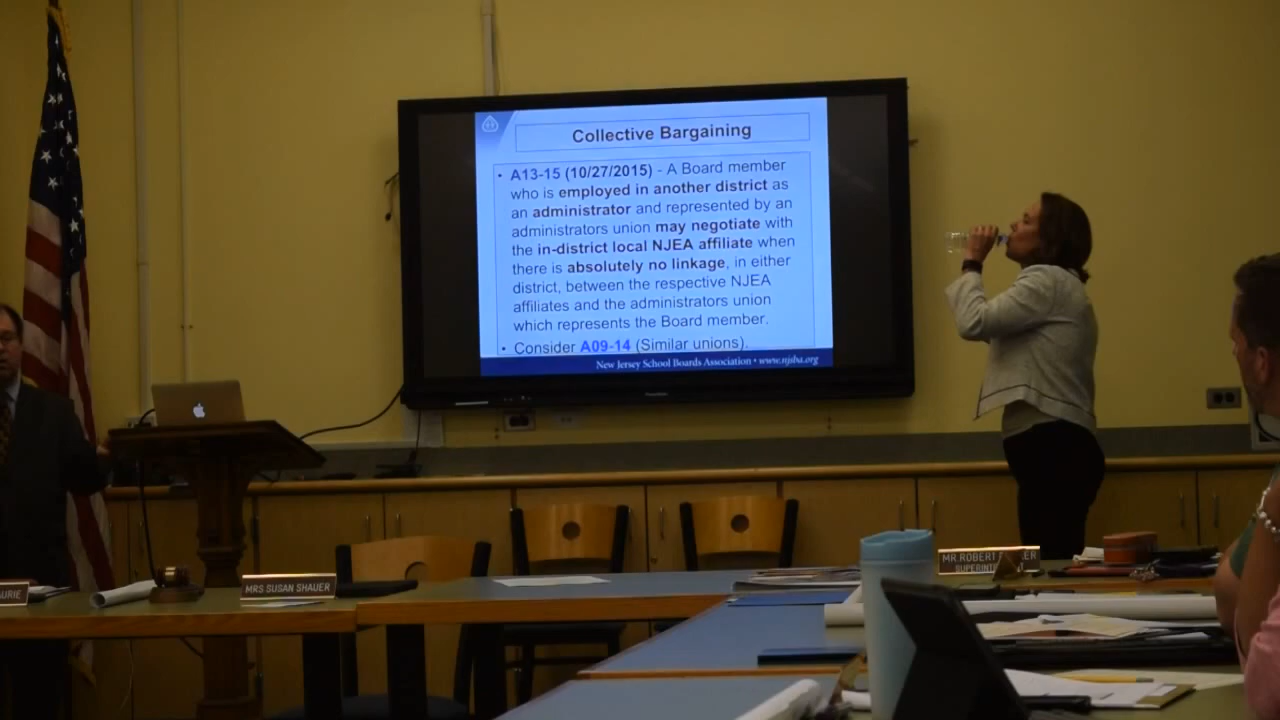 Collective Bargaining
• A13-15 (10/27/2015) - A Board member
who is employed in another district as
an administrator and represented by an
administrators union may negotiate with
the in-district local NJEA affiliate when
there is absolutely no linkage, in either
district, between the respective NJEA
affiliates and the administrators union
which represents the Board member.
• Consider A09-14 (Similar unions).
New Jersey School Boards Association • www.njsba.org
MRS SUSAN SHAUER
MR ROBERT